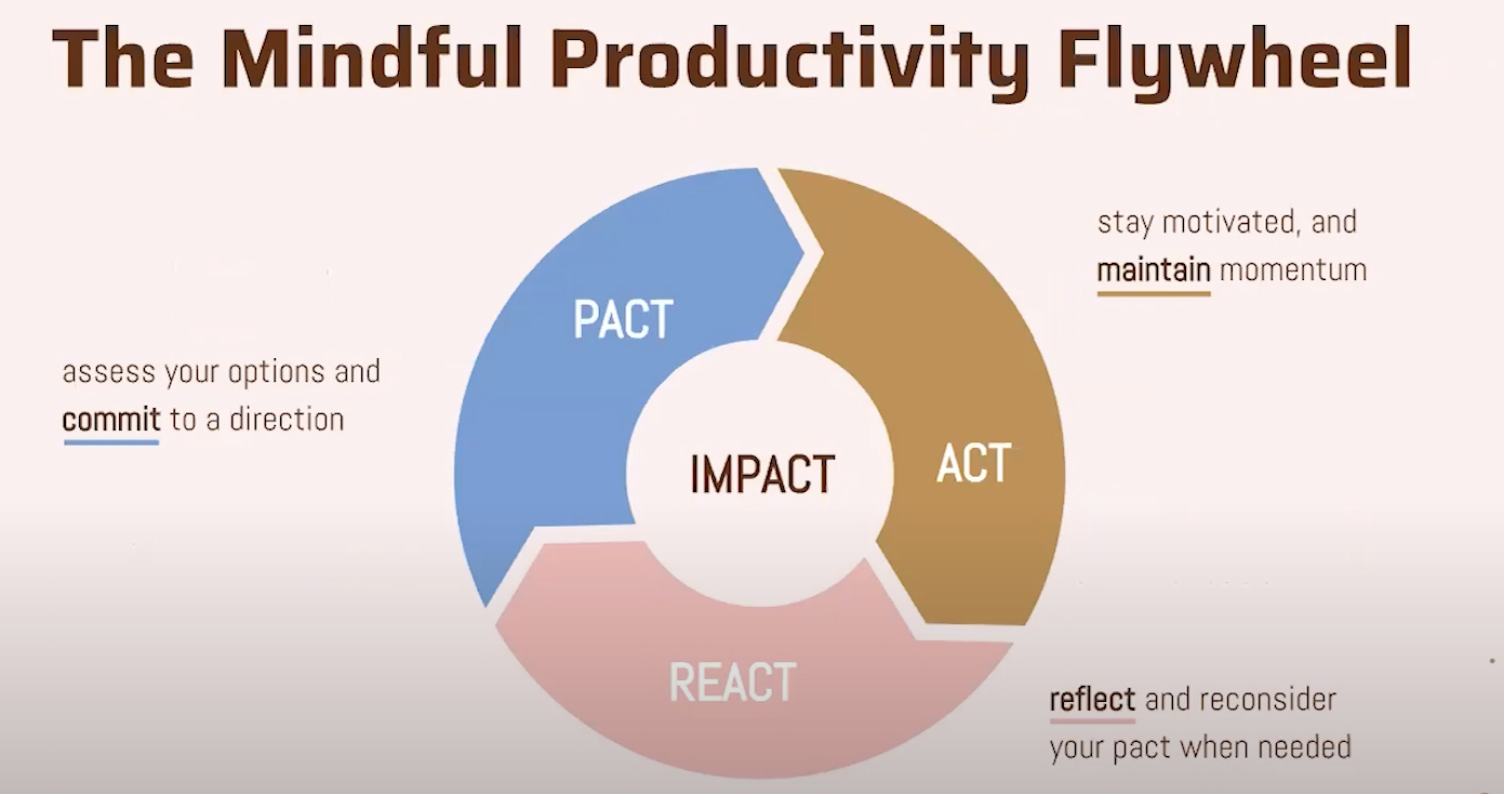 The Mindful Productivity Flywheel
stay motivated, and
maintain momentum
PACT
assess your options and
commit to a direction
ACT
IMPACT
REACT
reflect and reconsider
your pact when needed